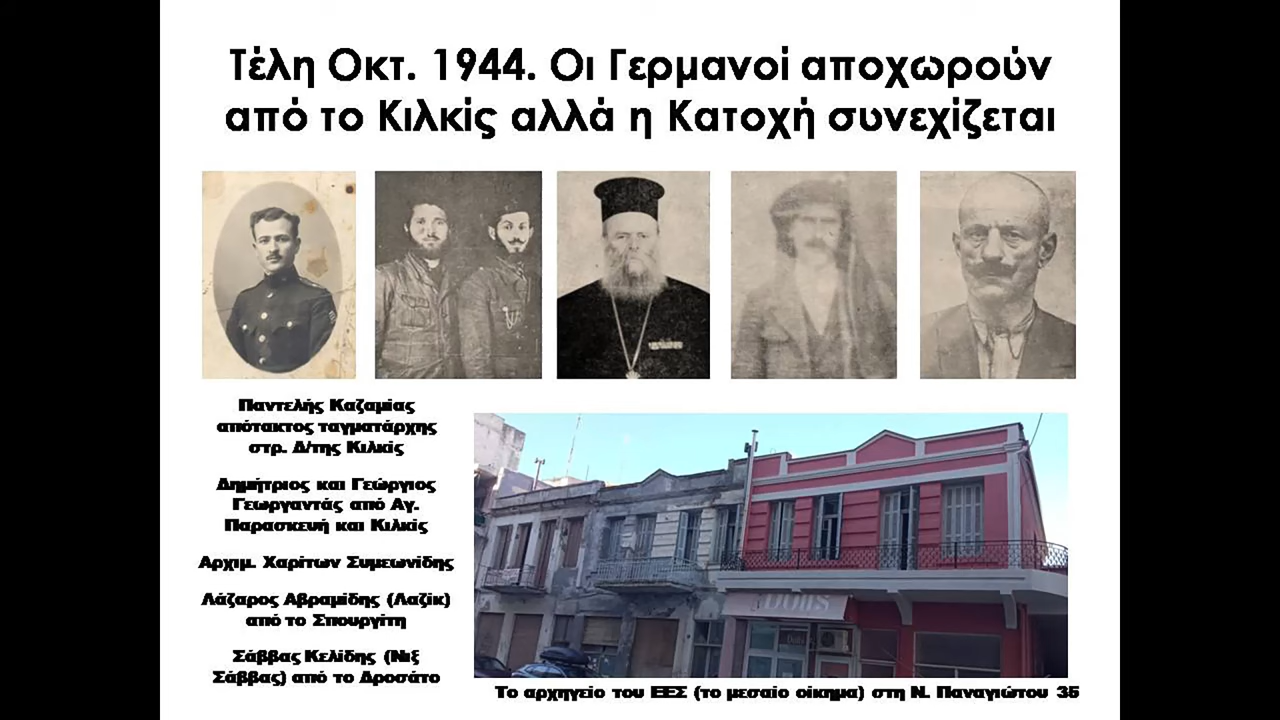 Τέλη Οκτ. 1944. Οι Γερμανοί αποχωρούν
από το Κιλκίς αλλά η Κατοχή συνεχίζεται
Παντελής Καζαμίας
απότακτος ταγματάρχης
στρ. Δ/της Κιλκίς
Δημήτριος και Γεώργιος
Γεωργαντάς από Αγ.
Παρασκευή και Κιλκίς
Αρχιμ. Χαρίτων Συμεωνίδης
Λάζαρος Αβραμίδης (Λαζίκ)
από το Σπουργίτη
Σάββας Κελίδης (Νιξ
Σάββας) από το Δροσάτο
Dolls
Dolls
Το αρχηγείο του ΕΕΣ (το μεσαίο οίκημα) στη Ν. Παναγιώτου 35